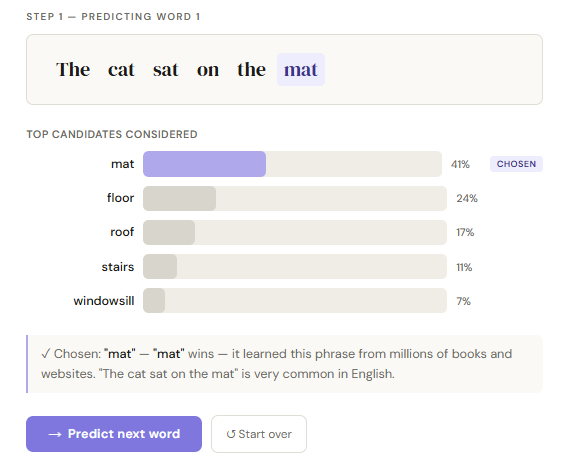 STEP 1 — PREDICTING WORD 1
The cat sat on the mat
TOP CANDIDATES CONSIDERED
mat 41% CHOSEN
floor 24%
roof 17%
stairs 11%
windowsill 7%
✓ Chosen: "mat" — "mat" wins — it learned this phrase from millions of books and
websites. "The cat sat on the mat" is very common in English.
→ Predict next word ↺ Start over